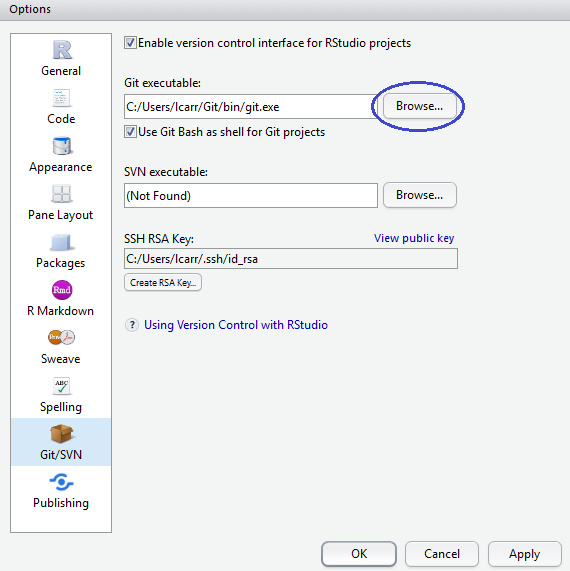 Options
General
Code
Appearance
Pane Layout
Packages
Rmd
R Markdown
Sweave
ABC
Spelling
Git/SVN
Publishing
Enable version control interface for RStudio projects
Git executable:
C:/Users/lcarr/Git/bin/git.exe
Browse...
Use Git Bash as shell for Git projects
SVN executable:
(Not Found)
Browse...
SSH RSA Key:
View public key
C:/Users/lcarr/.ssh/id_rsa
Create RSA Key...
? Using Version Control with RStudio
OK
Cancel
Apply